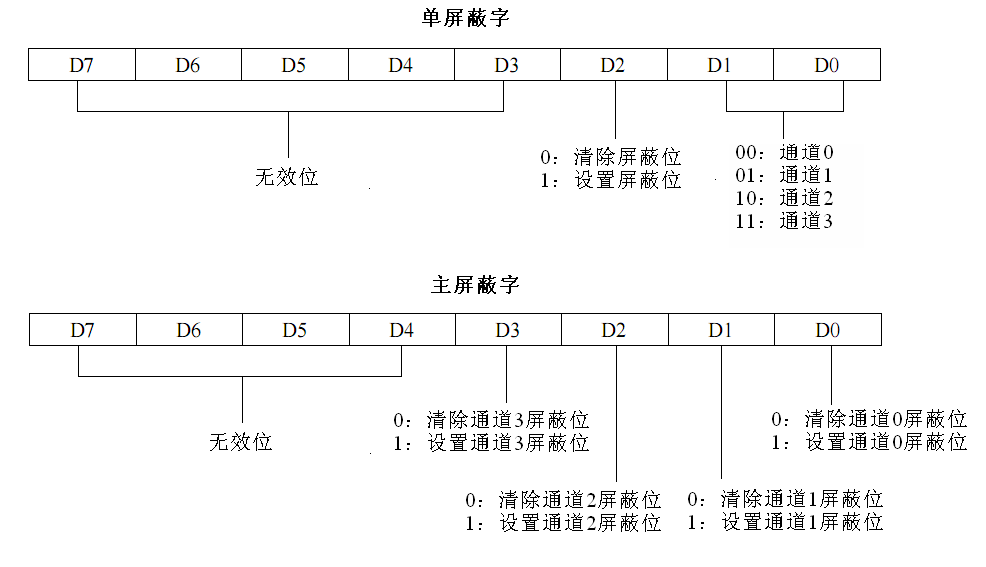 单屏蔽字
D7 D6 D5 D4 D3 D2 D1 D0
无效位
0：清除屏蔽位
1：设置屏蔽位
00：通道0
01：通道1
10：通道2
11：通道3
主屏蔽字
D7 D6 D5 D4 D3 D2 D1 D0
无效位
0：清除通道3屏蔽位
1：设置通道3屏蔽位
0：清除通道0屏蔽位
1：设置通道0屏蔽位
0：清除通道2屏蔽位
1：设置通道2屏蔽位
0：清除通道1屏蔽位
1：设置通道1屏蔽位